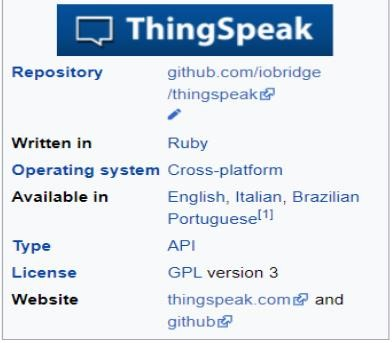 ThingSpeak
Repository github.com/iobridge
/thingspeak
Written in Ruby
Operating system Cross-platform
Available in English, Italian, Brazilian
Portuguese[1]
Type API
License GPL version 3
Website thingspeak.com and
github